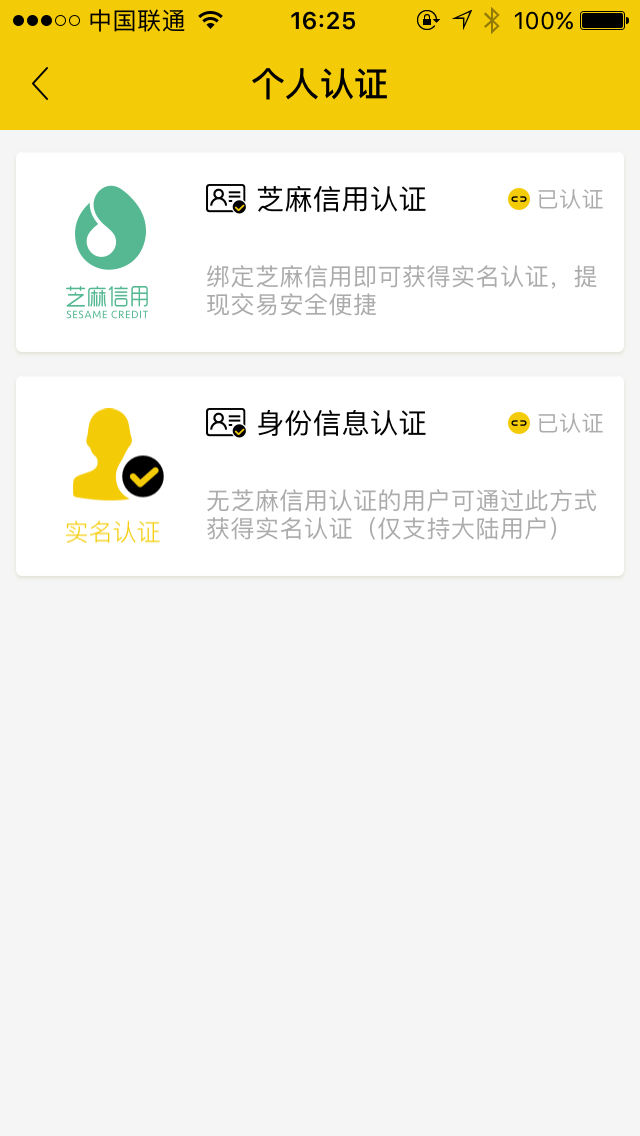 中国联通 16:25 100%
个人认证
芝麻信用认证 已认证
芝麻信用
SESAME CREDIT
绑定芝麻信用即可获得实名认证，提
现交易安全便捷
身份信息认证 已认证
实名认证
无芝麻信用认证的用户可通过此方式
获得实名认证（仅支持大陆用户）